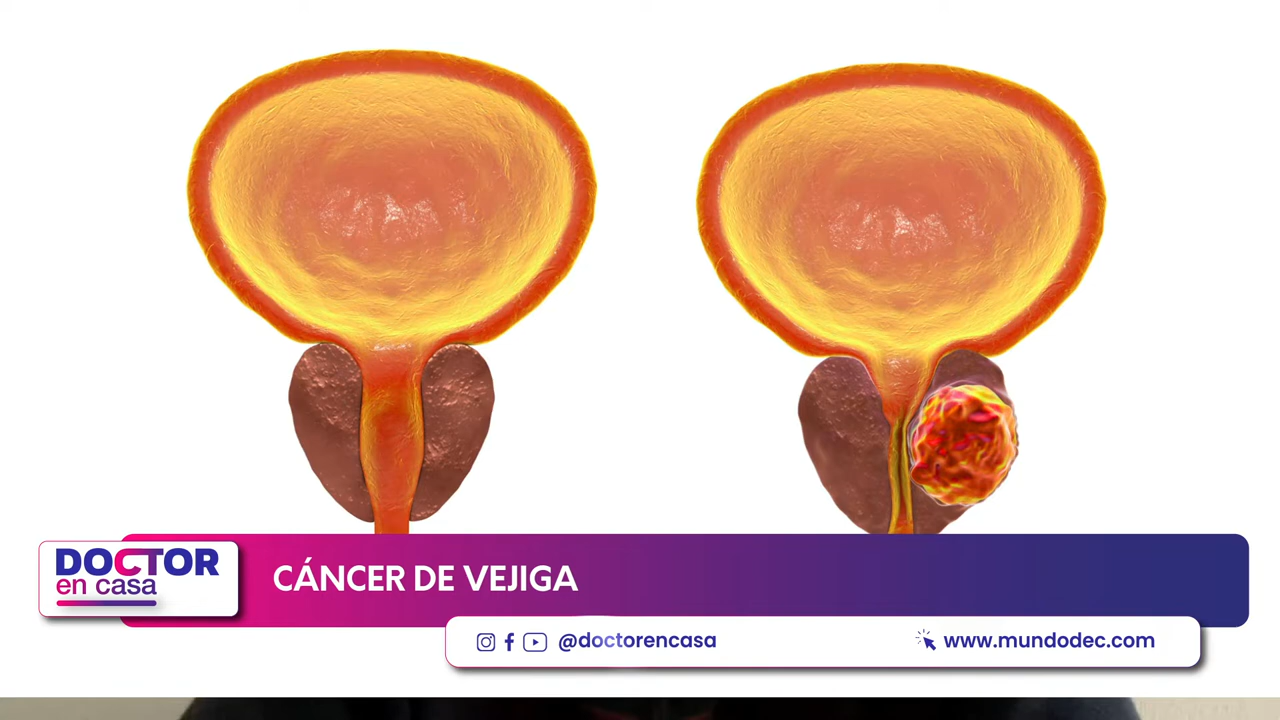 DOCTOR
en casa
CÁNCER DE VEJIGA
@doctorencasa
www.mundodec.com